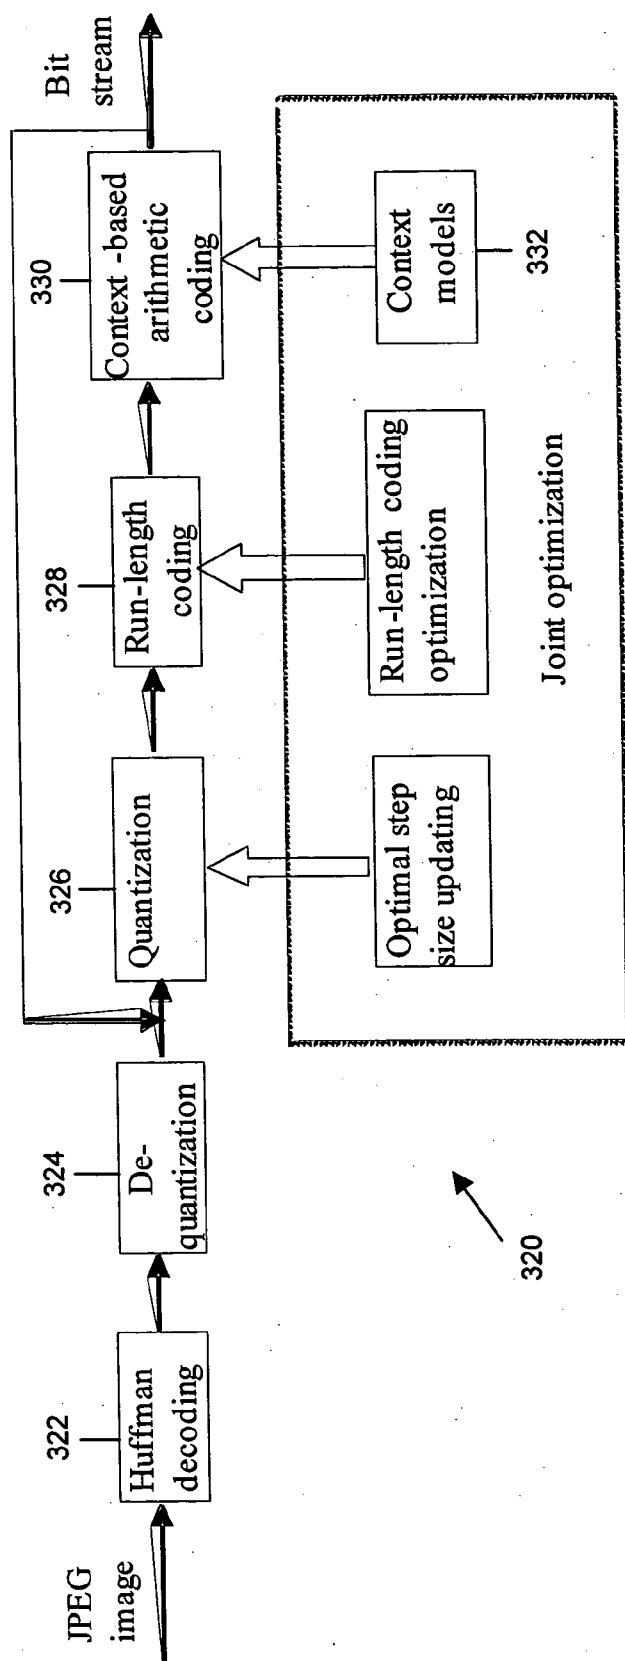 JPEG
image
322
Huffman
decoding
324
De-
quantization
326
Quantization
328
Run-length
coding
330
Context -based
arithmetic
coding
Bit
stream
Optimal step
size updating
Run-length coding
optimization
Context
models
332
Joint optimization
320